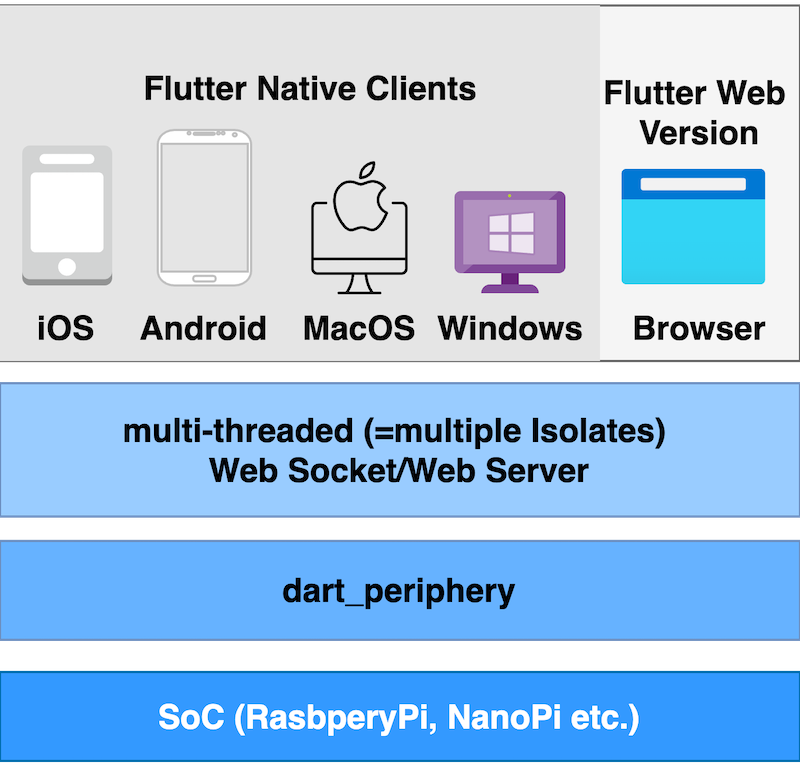 Flutter Native Clients
Flutter Web
Version
iOS
Android
MacOS
Windows
Browser
multi-threaded (=multiple Isolates)
Web Socket/Web Server
dart_periphery
SoC (RasbperyPi, NanoPi etc.)